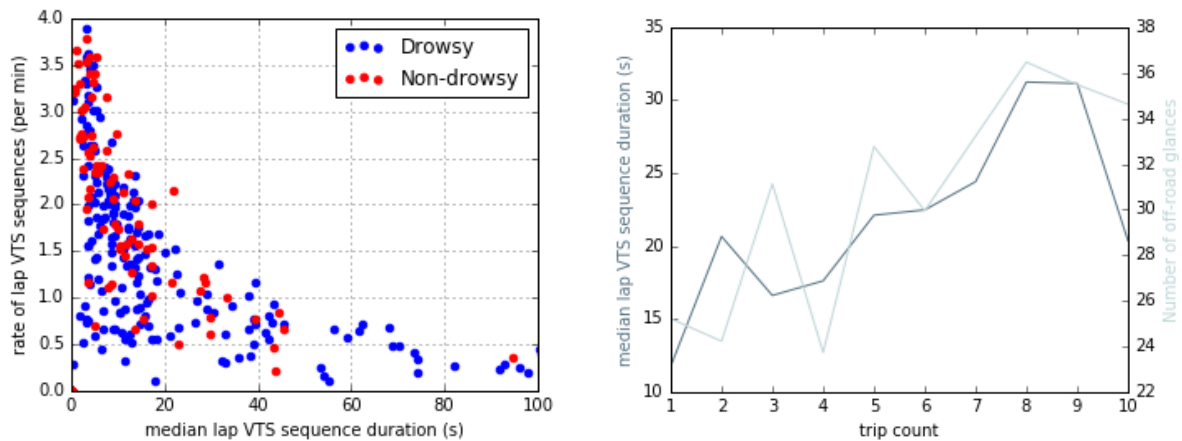 4.0
3.5
3.0
2.5
2.0
1.5
1.0
0.5
0.0
rate of lap VTS sequences (per min)
Drowsy
Non-drowsy
0 20 40 60 80 100
median lap VTS sequence duration (s)
35
30
25
20
15
10
median lap VTS sequence duration (s)
38
36
34
32
30
28
26
24
22
Number of off-road glances
1 2 3 4 5 6 7 8 9 10
trip count